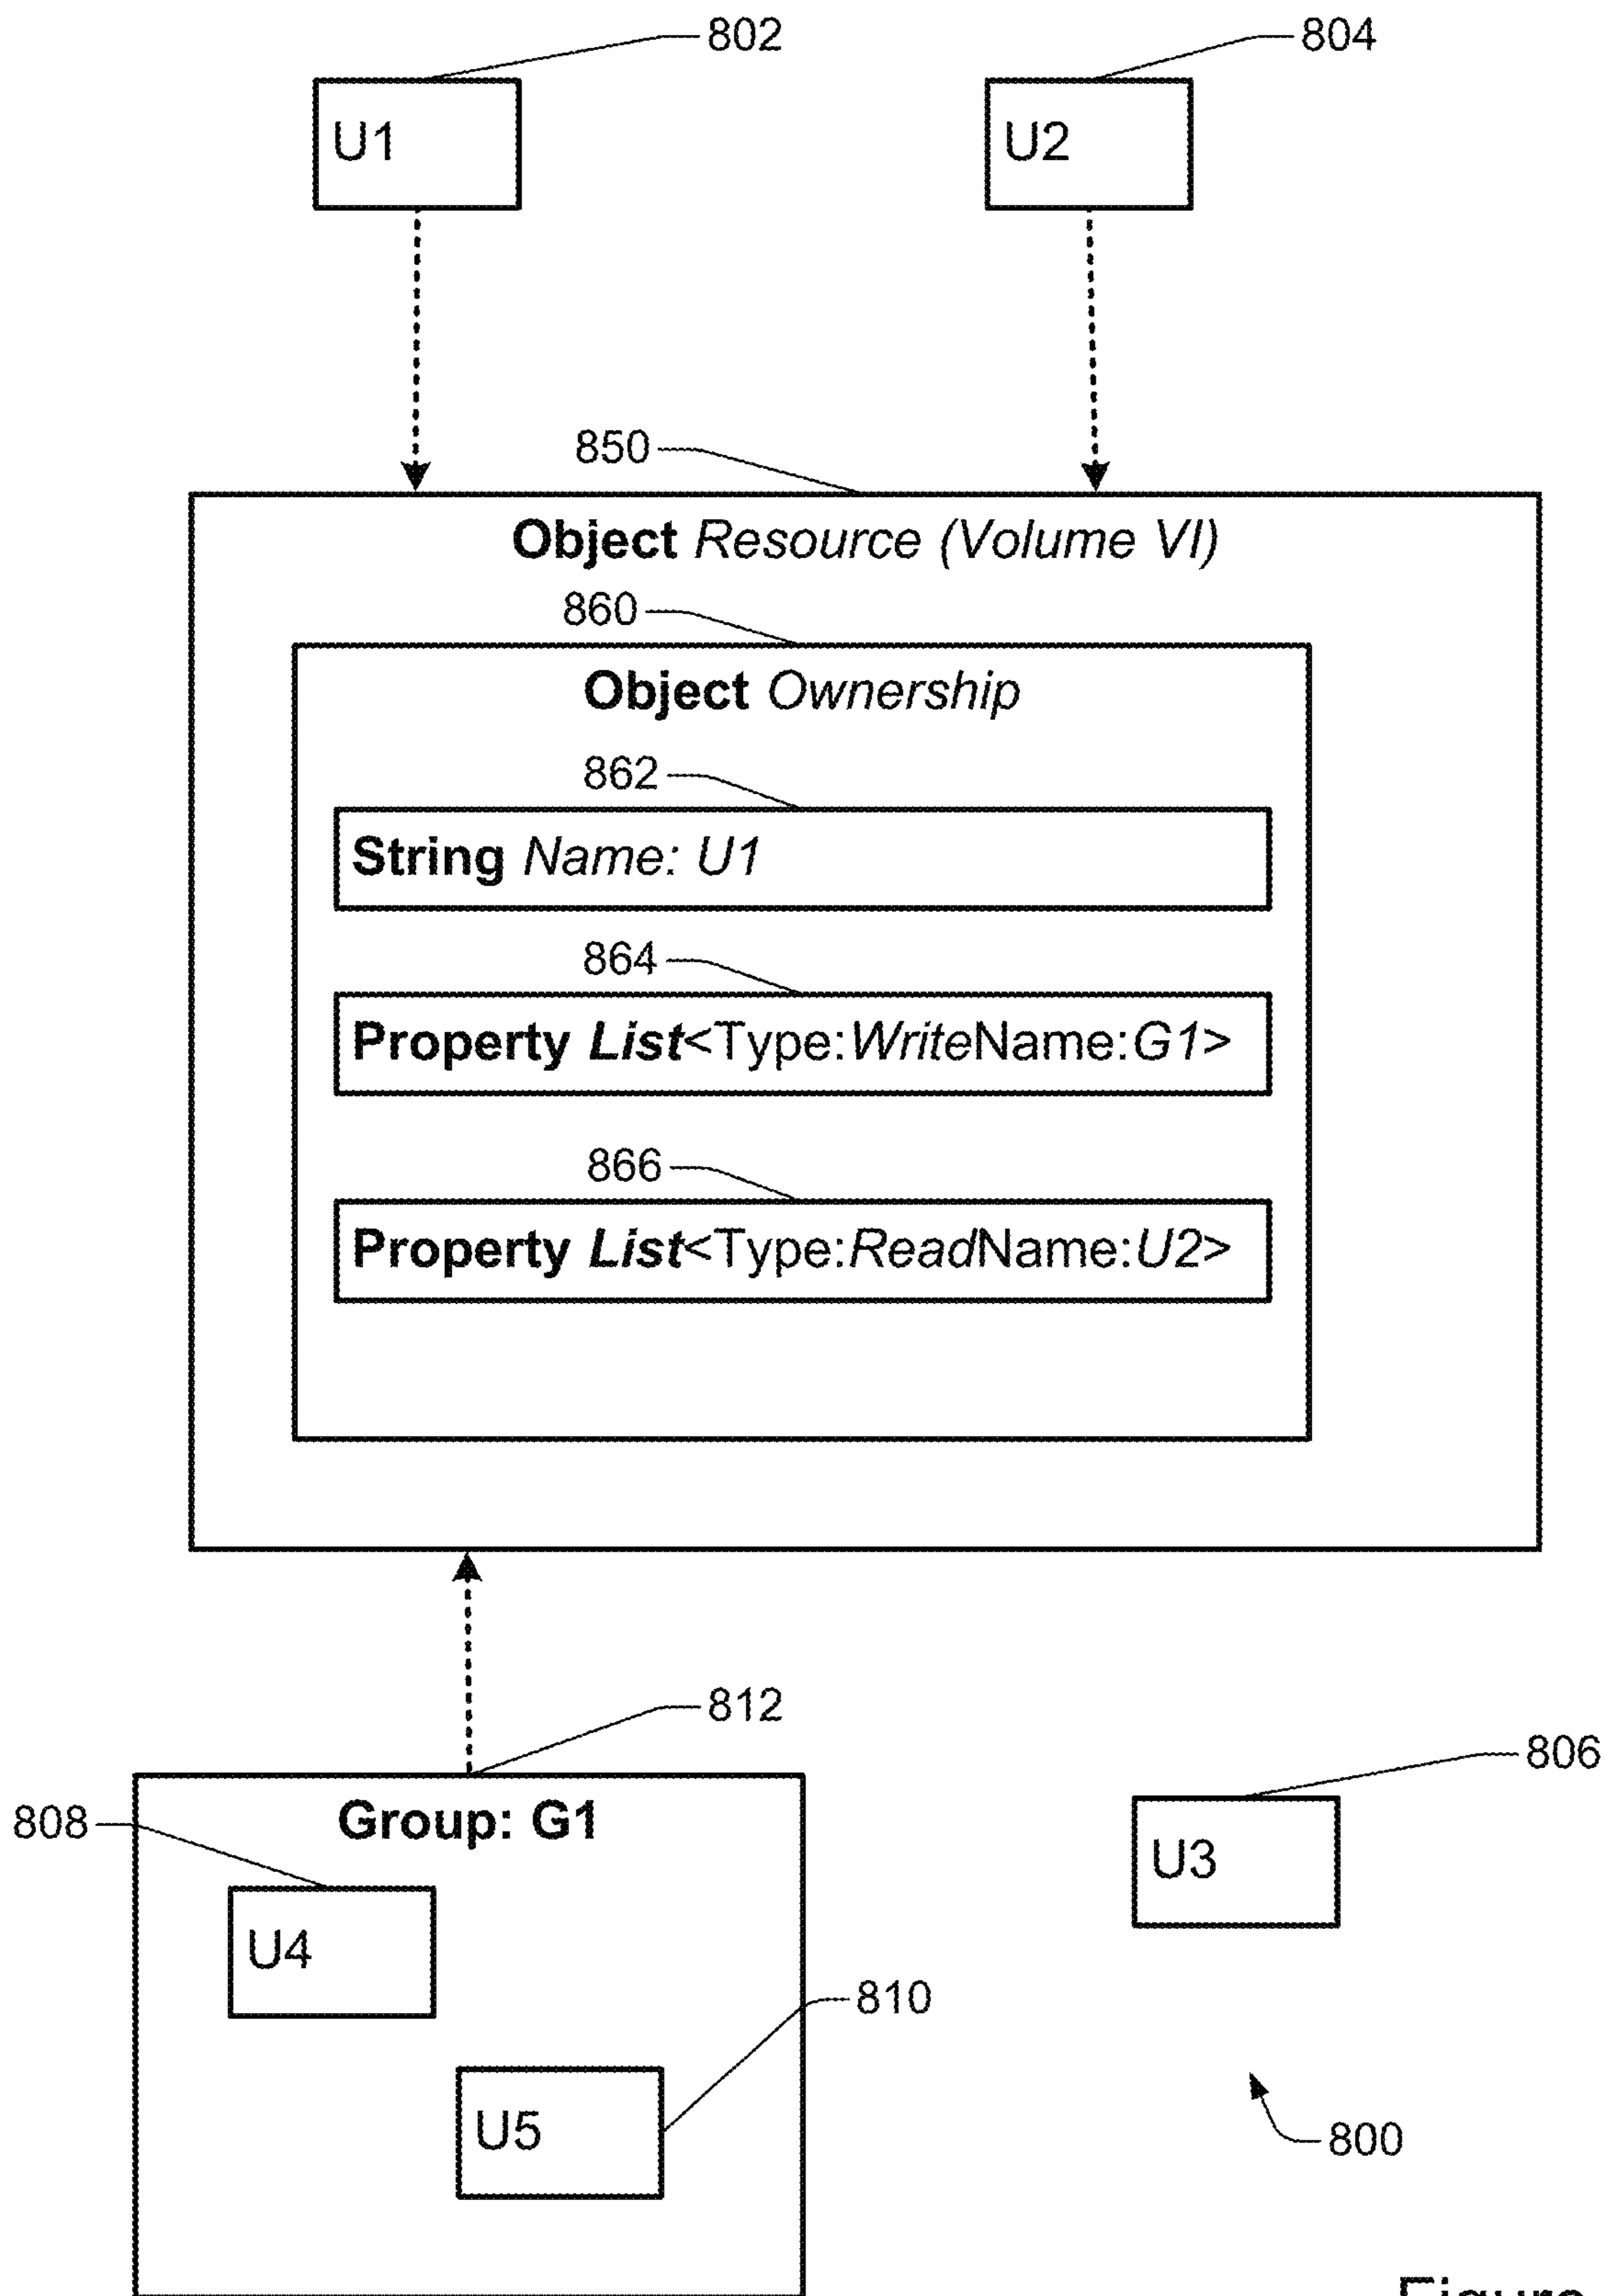 802
804
U1
U2
850
Object Resource (Volume VI)
860
Object Ownership
862
String Name: U1
864
Property List<Type:WriteName:G1>
866
Property List<Type:ReadName:U2>
812
806
Group: G1
808
U3
U4
810
U5
800
Figure